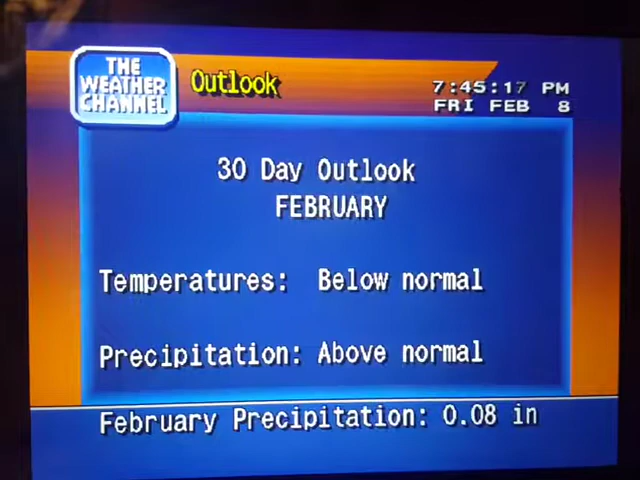 THE
WEATHER
CHANNEL
Outlook
7:45:17 PM
FRI FEB 8
30 Day Outlook
FEBRUARY
Temperatures: Below normal
Precipitation: Above normal
February Precipitation: 0.08 in